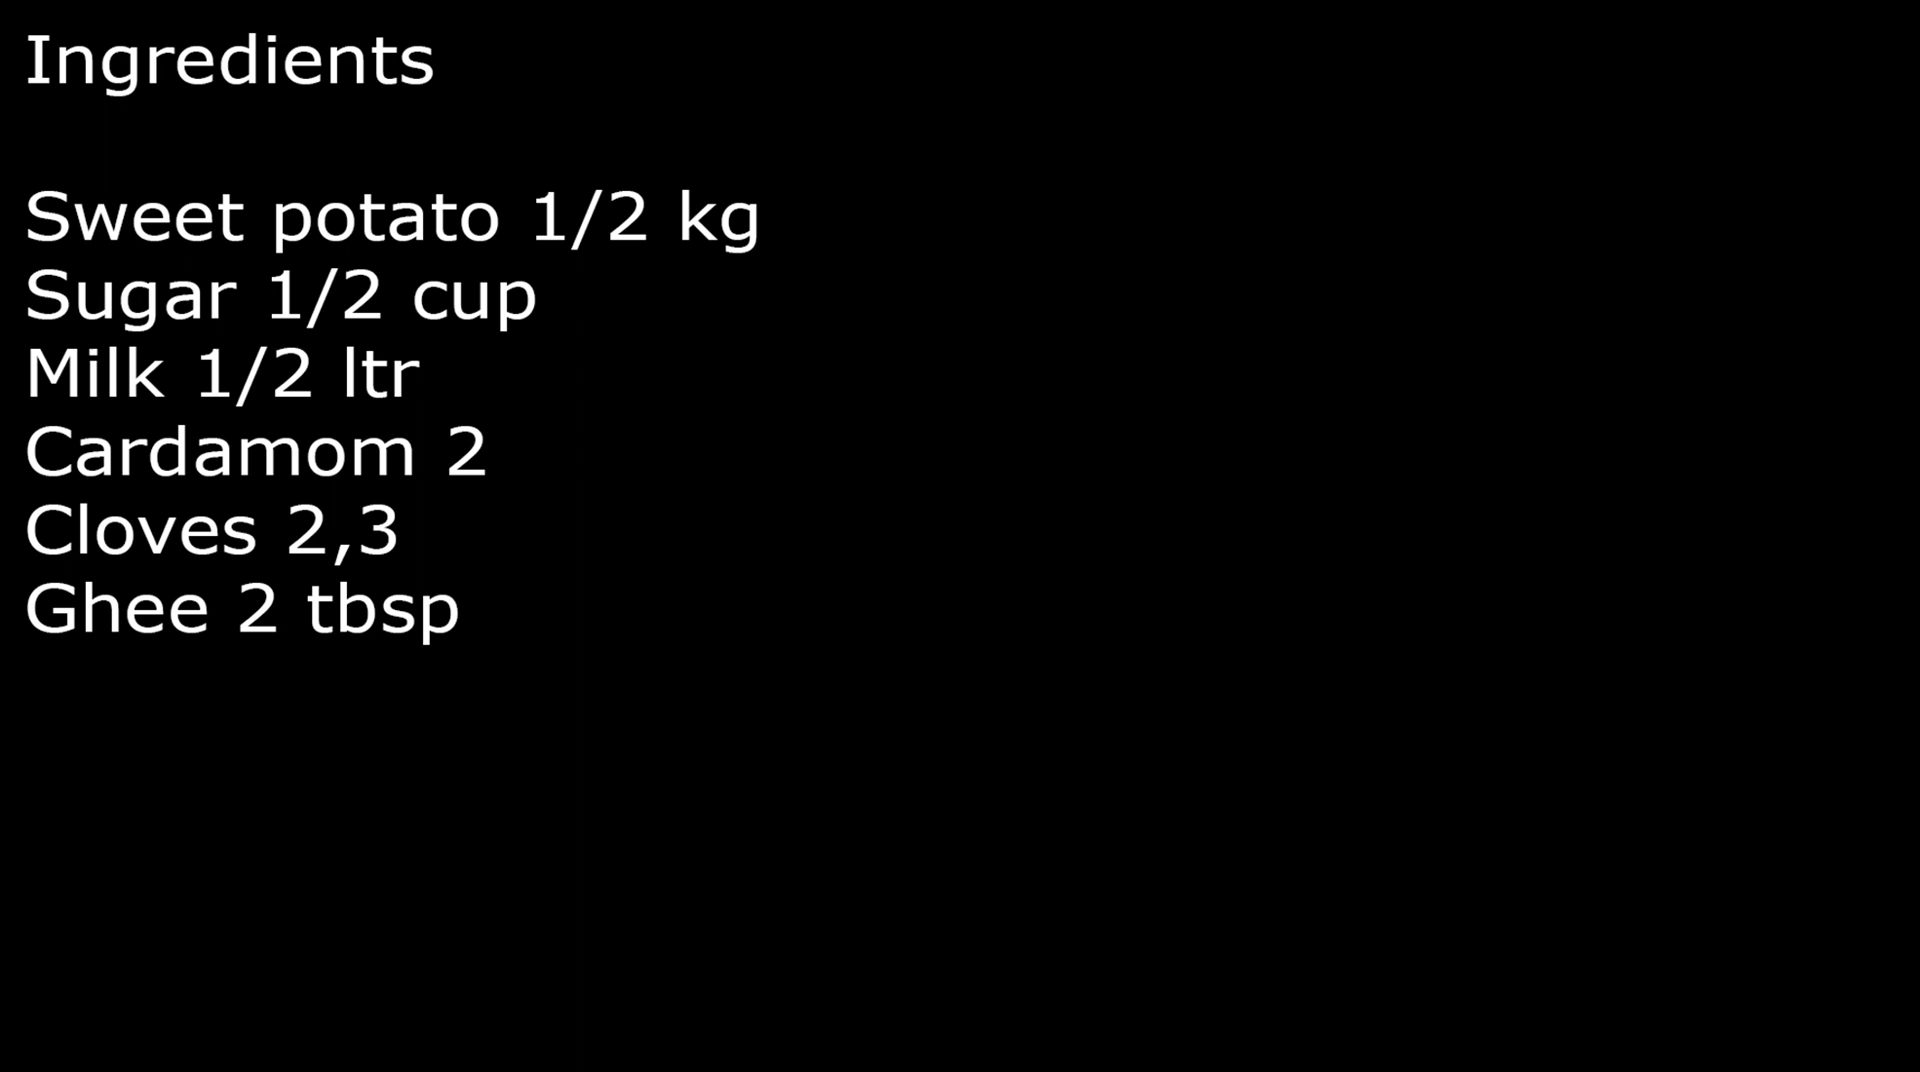 Ingredients
Sweet potato 1/2 kg
Sugar 1/2 cup
Milk 1/2 ltr
Cardamom 2
Cloves 2,3
Ghee 2 tbsp